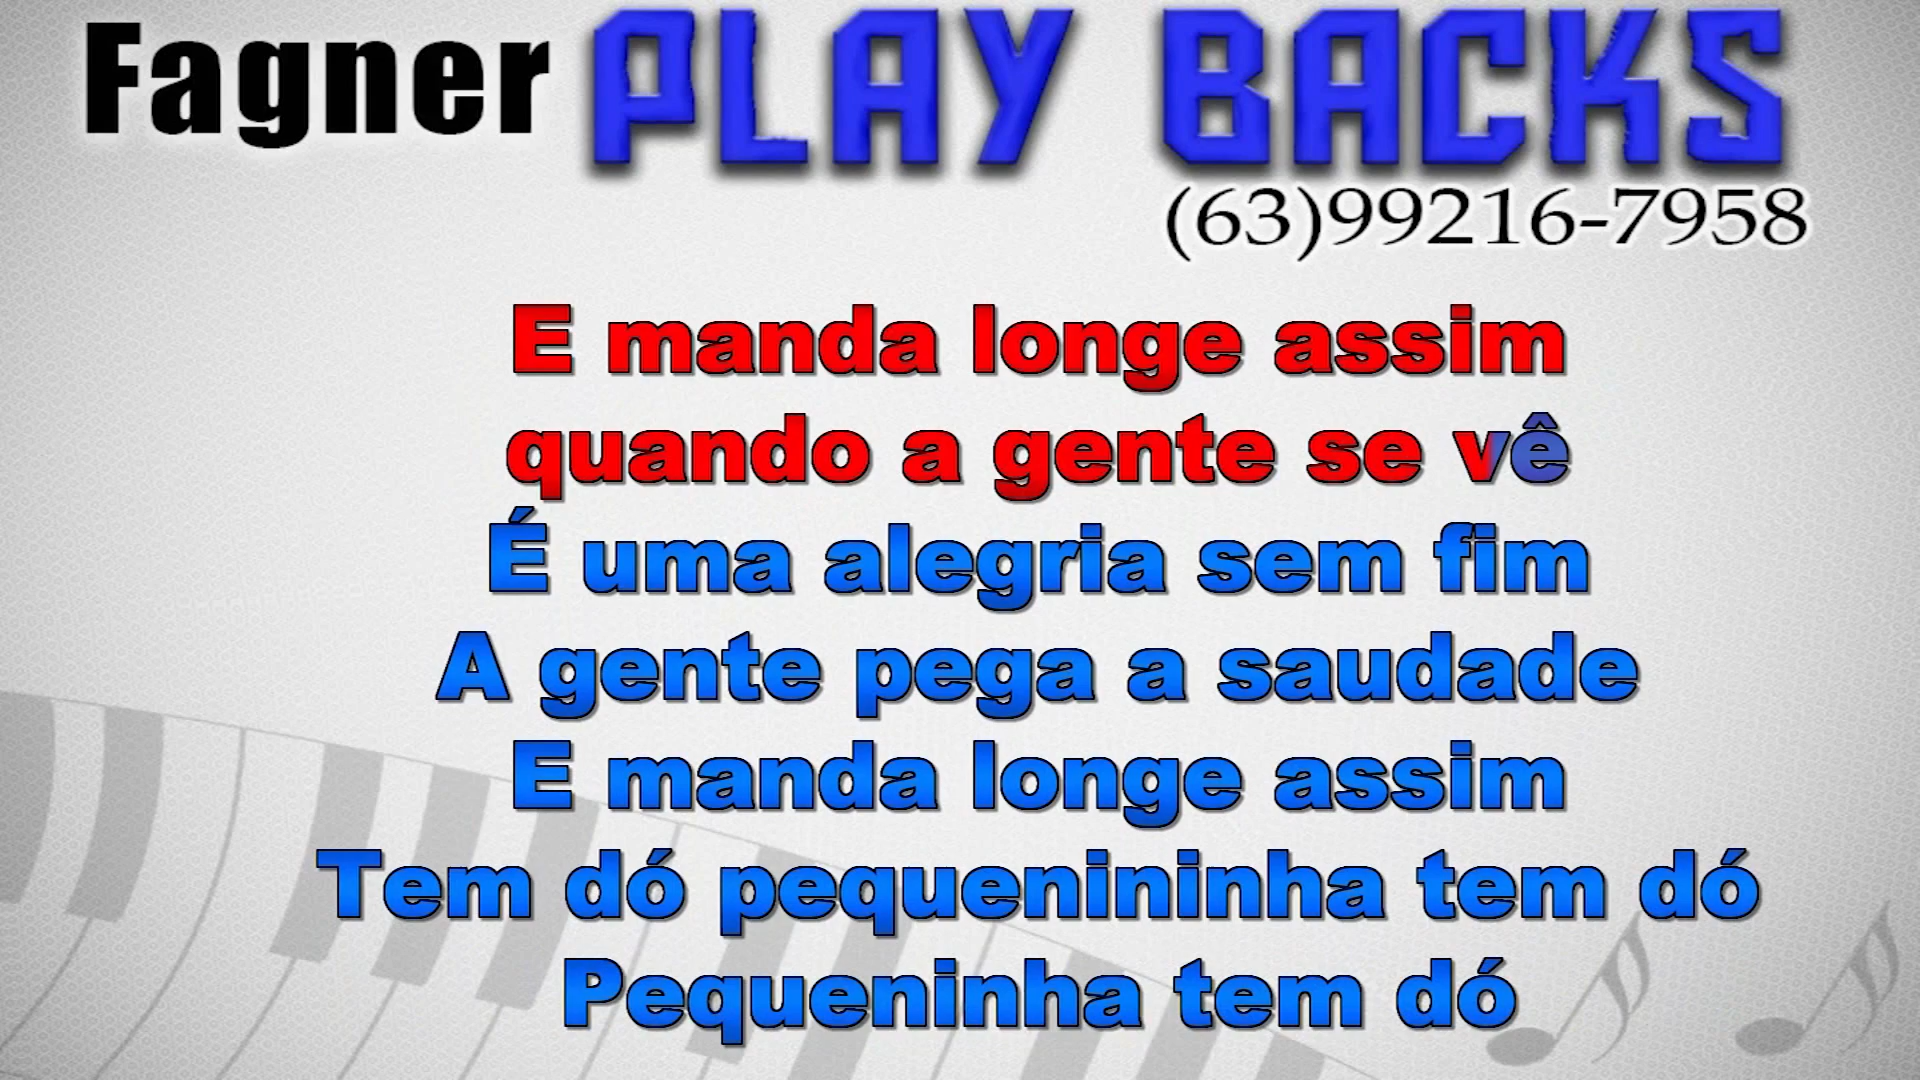 Fagner PLAY BACKS
(63)99216-7958
E manda longe assim
quando a gente se vê
É uma alegria sem fim
A gente pega a saudade
E manda longe assim
Tem dó pequenininha tem dó
Pequeninha tem dó